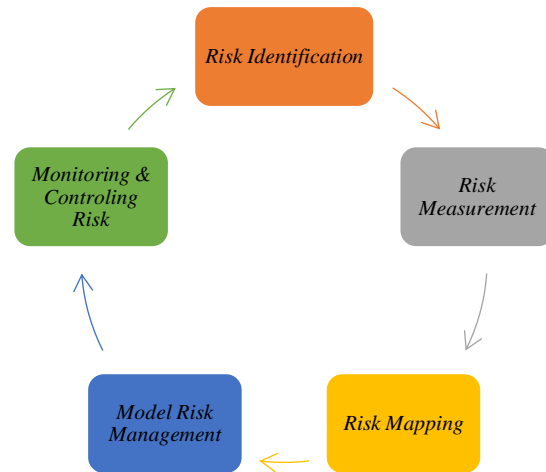 Risk Identification
Risk
Measurement
Risk Mapping
Model Risk
Management
Monitoring &
Controling
Risk